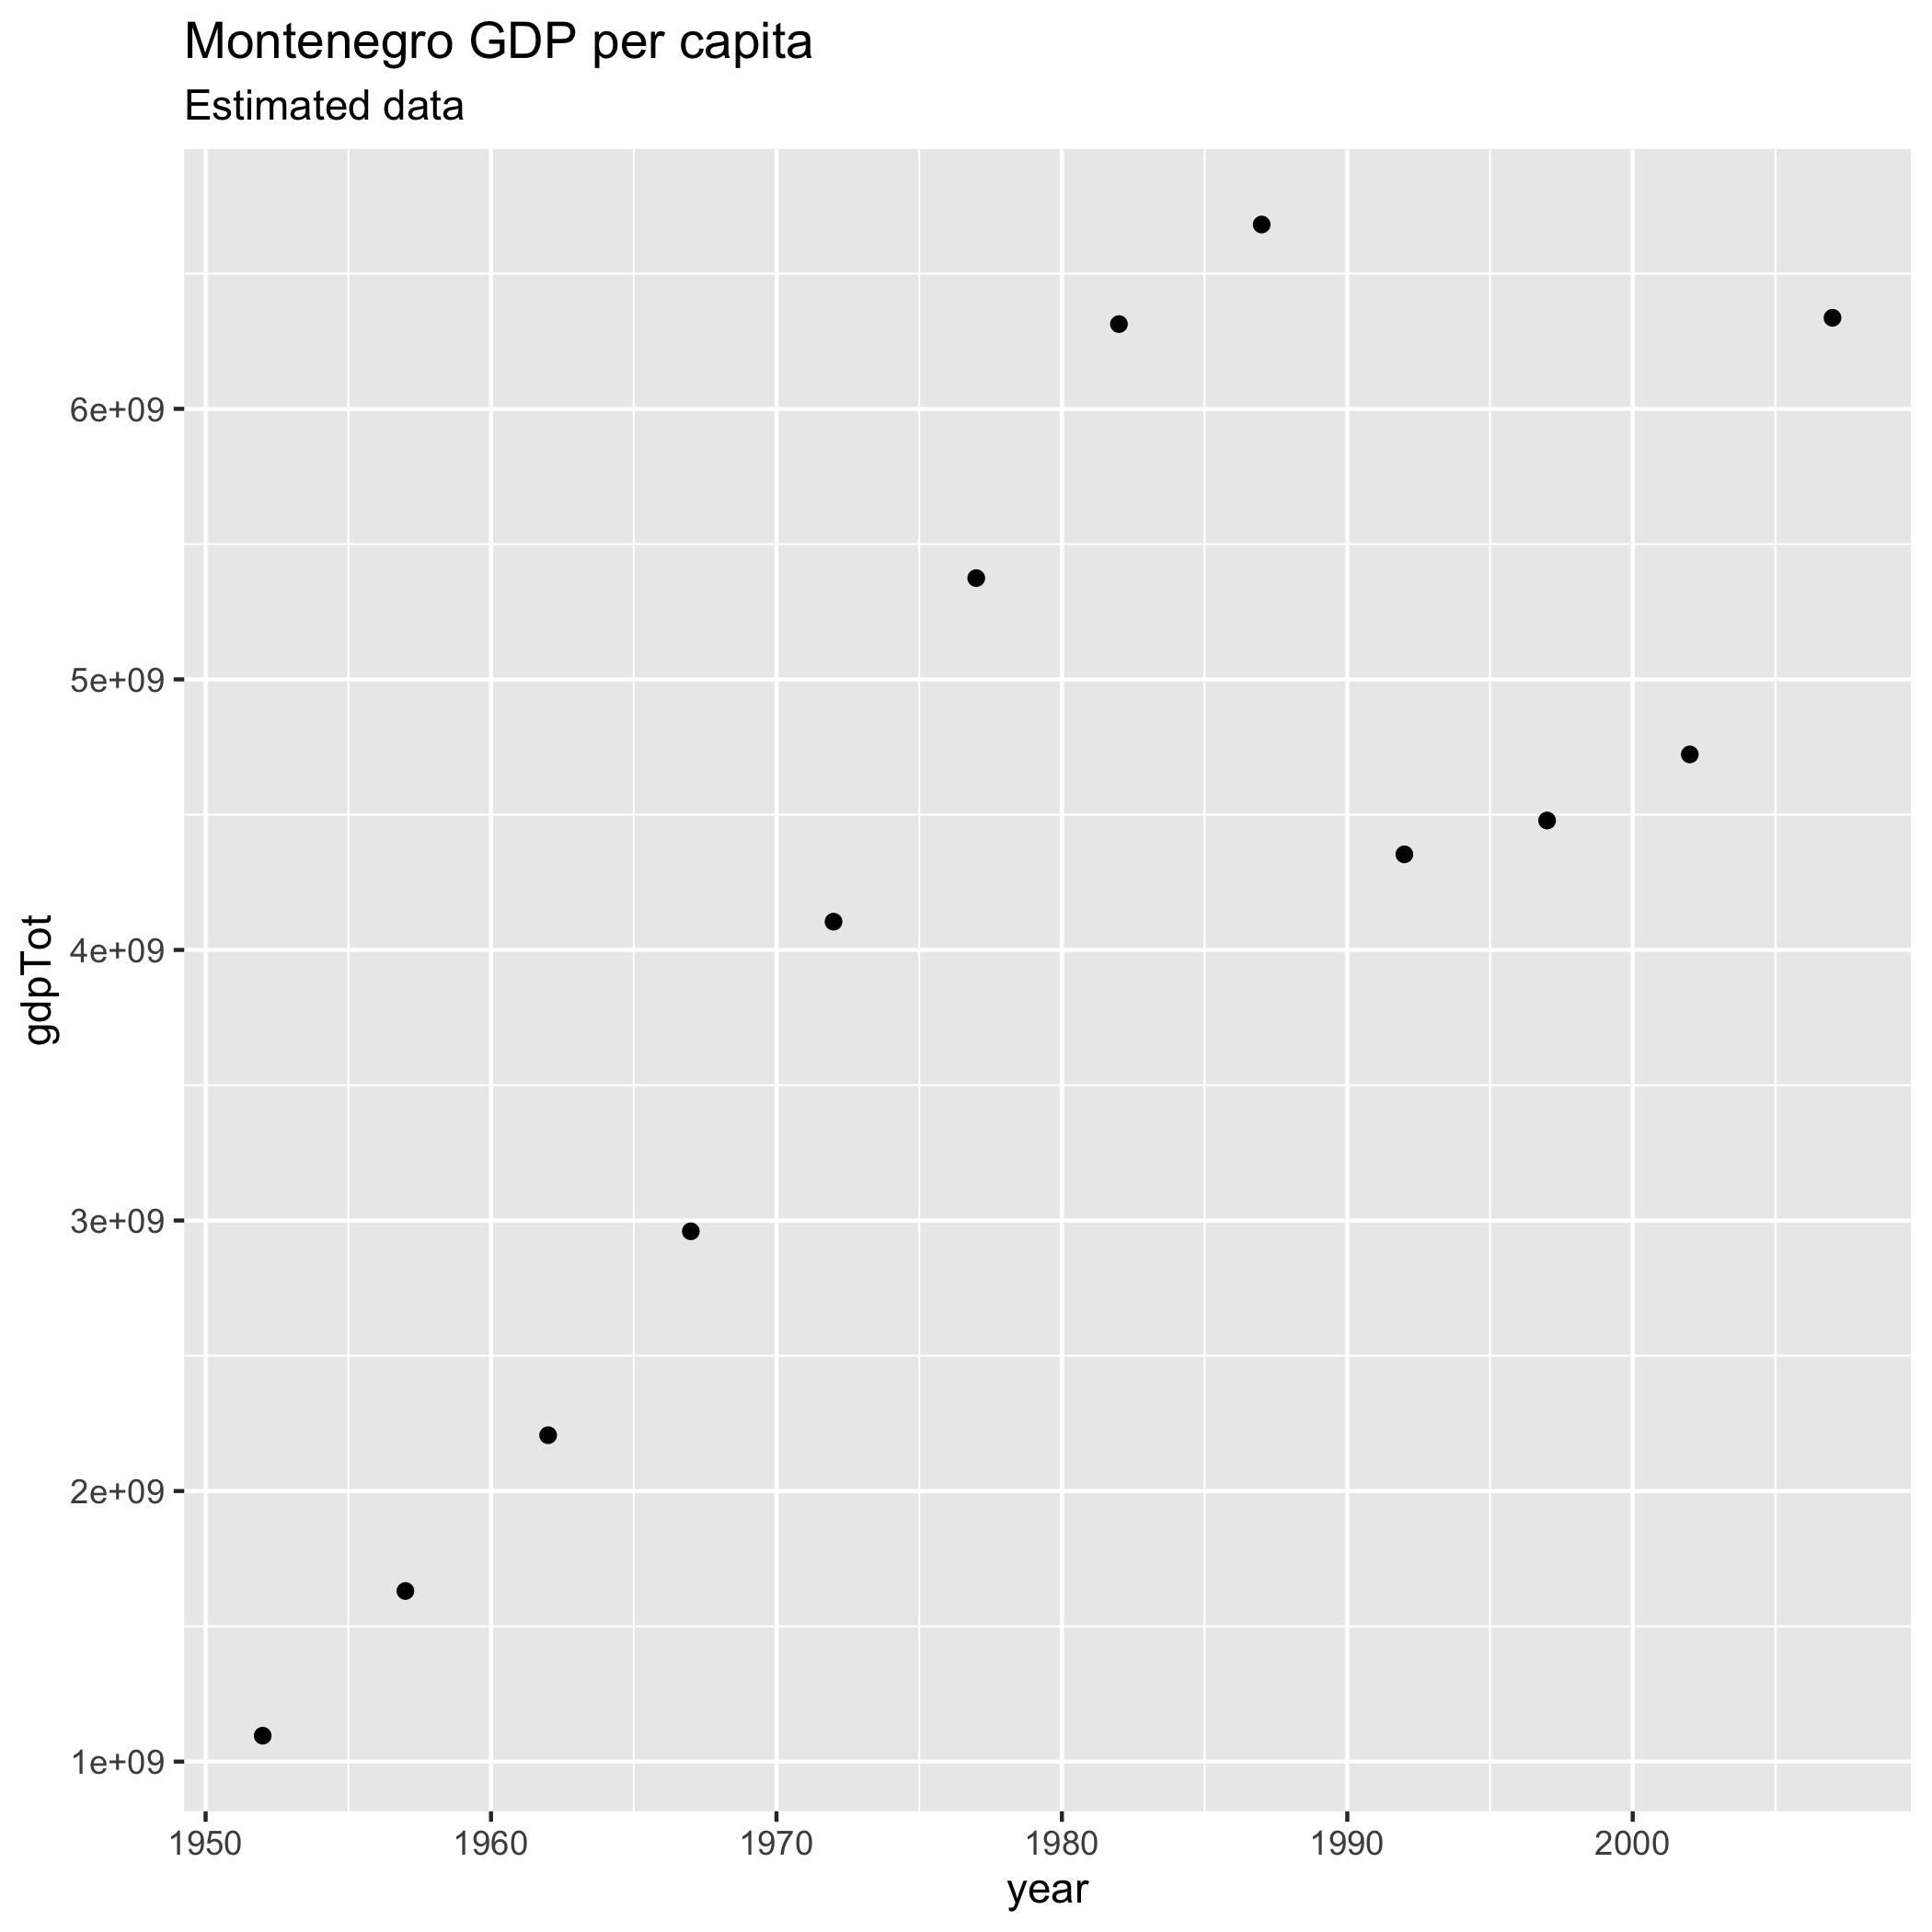 Montenegro GDP per capita
Estimated data
6e+09
5e+09
4e+09
3e+09
2e+09
1e+09
gdpTot
1950 1960 1970 1980 1990 2000
year